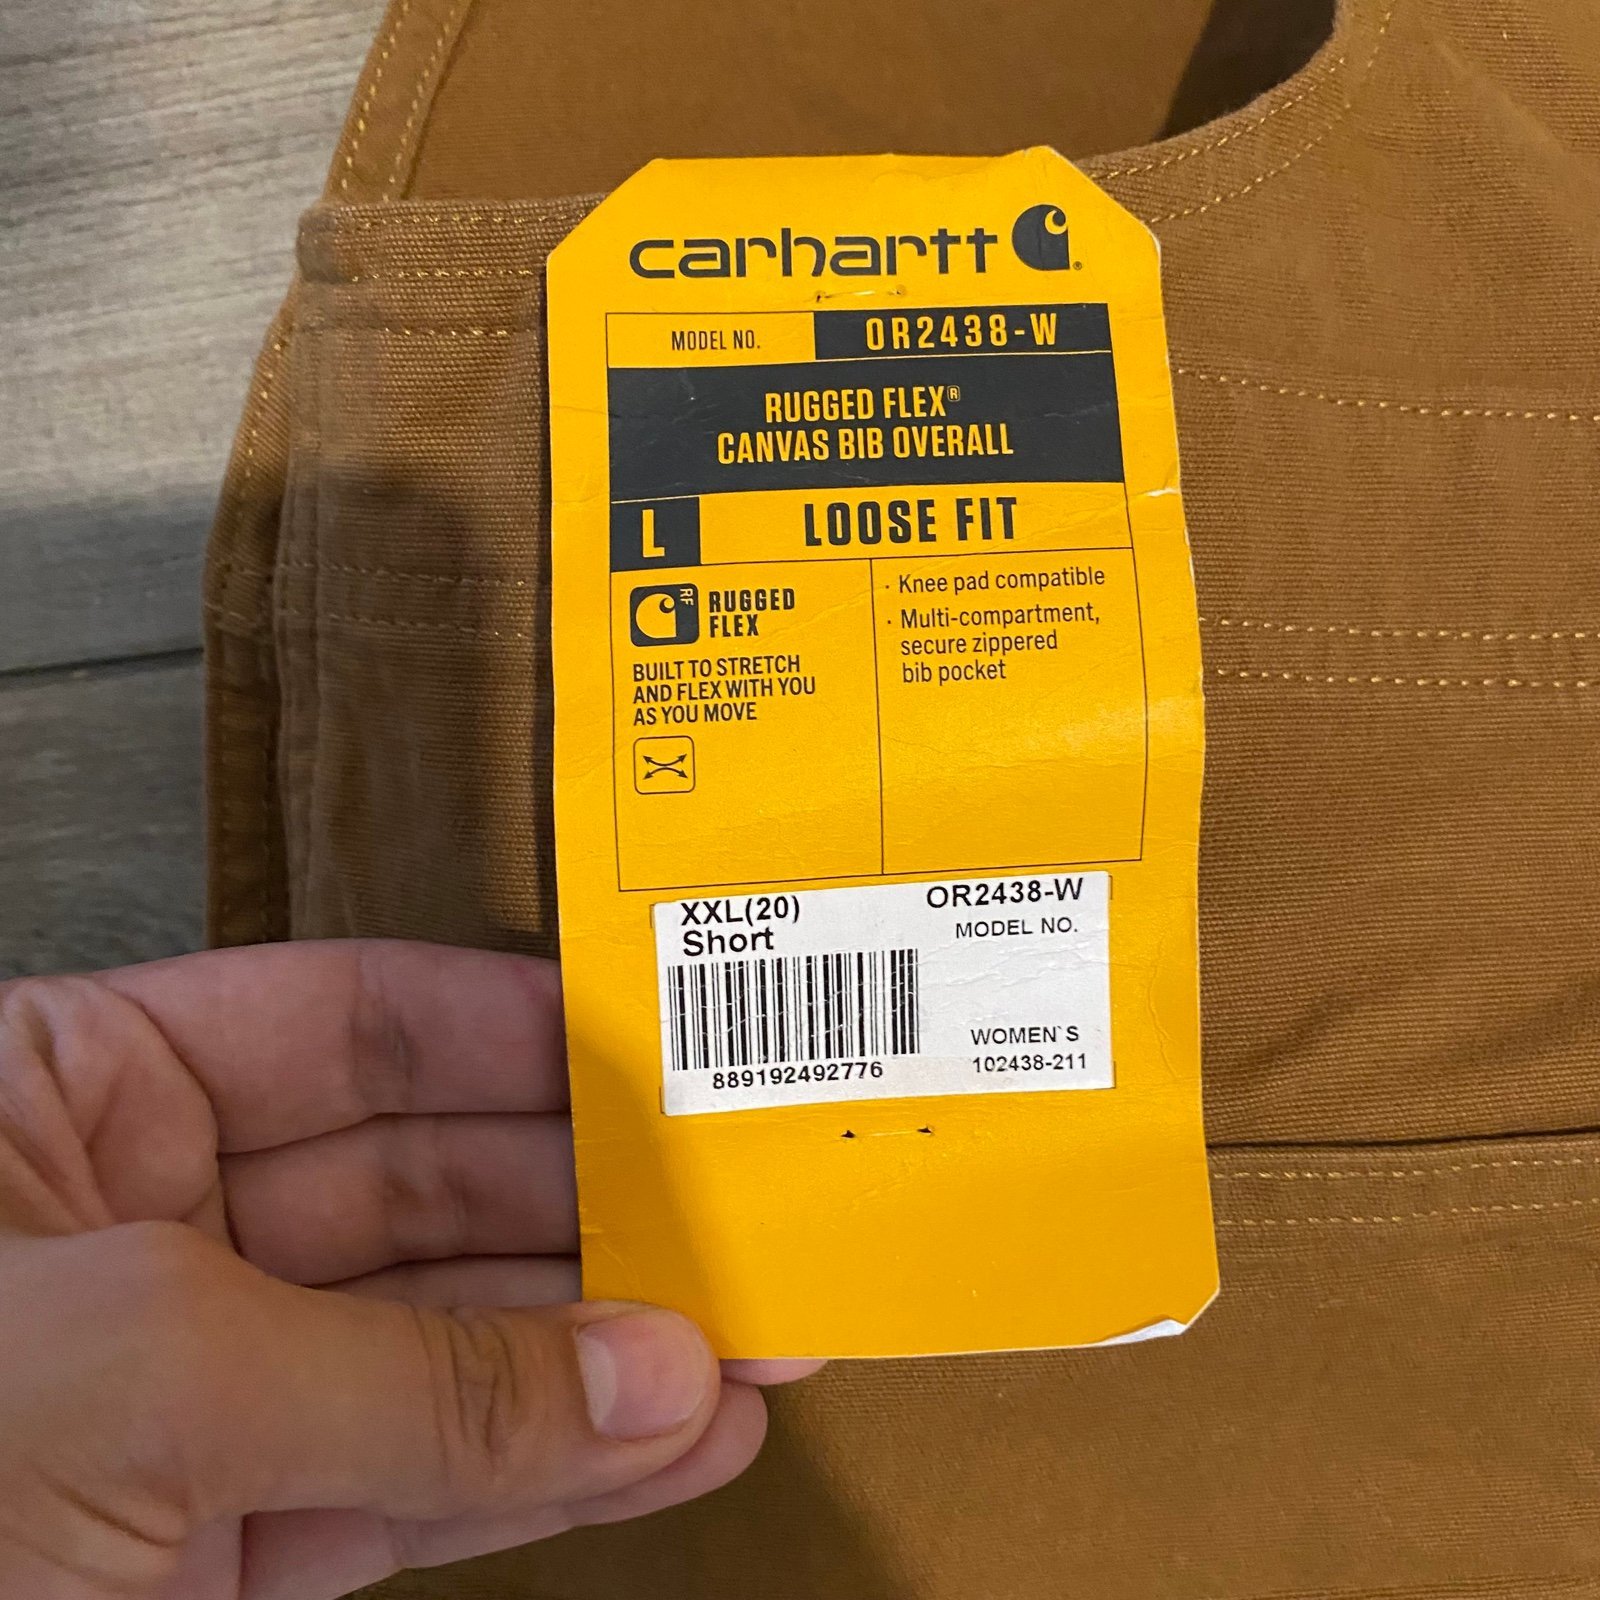 carhartt
MODEL NO. OR2438-W
RUGGED FLEX®
CANVAS BIB OVERALL
L LOOSE FIT
RF
RUGGED
FLEX
BUILT TO STRETCH
AND FLEX WITH YOU
AS YOU MOVE
· Knee pad compatible
· Multi-compartment,
secure zippered
bib pocket
XXL(20)
Short
OR2438-W
MODEL NO.
889192492776
WOMEN`S
102438-211